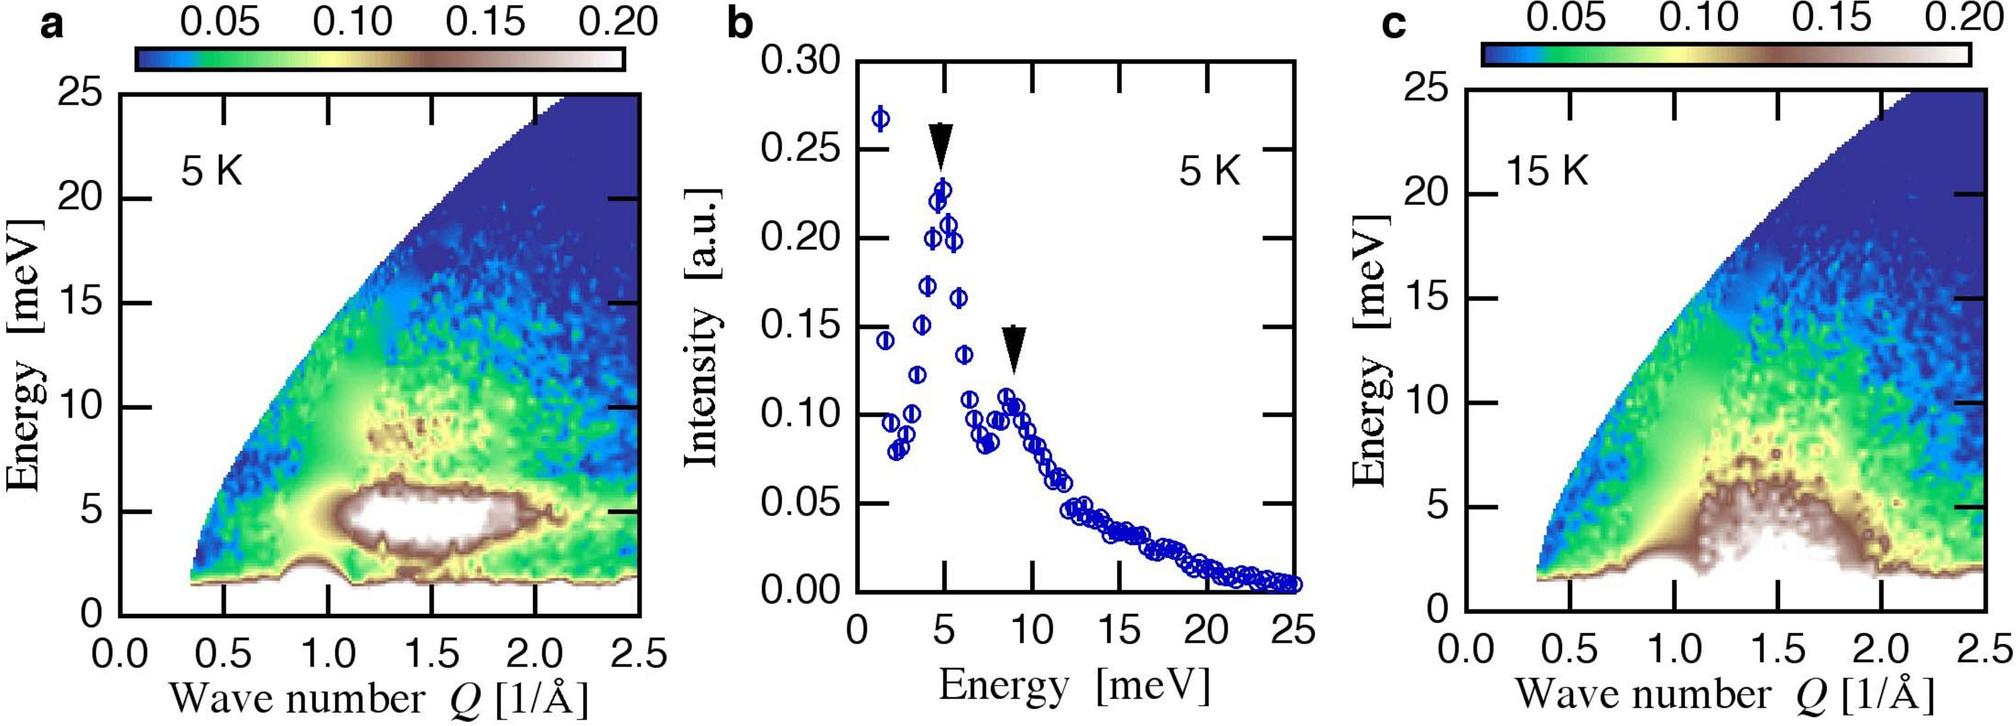 a
0.05 0.10 0.15 0.20
25
20
15
10
5
0
Energy [meV]
5 K
0.0 0.5 1.0 1.5 2.0 2.5
Wave number Q [1/Å]
b
0.30
0.25
0.20
0.15
0.10
0.05
0.00
Intensity [a.u.]
5 K
0 5 10 15 20 25
Energy [meV]
c
0.05 0.10 0.15 0.20
25
20
15
10
5
0
Energy [meV]
15 K
0.0 0.5 1.0 1.5 2.0 2.5
Wave number Q [1/Å]